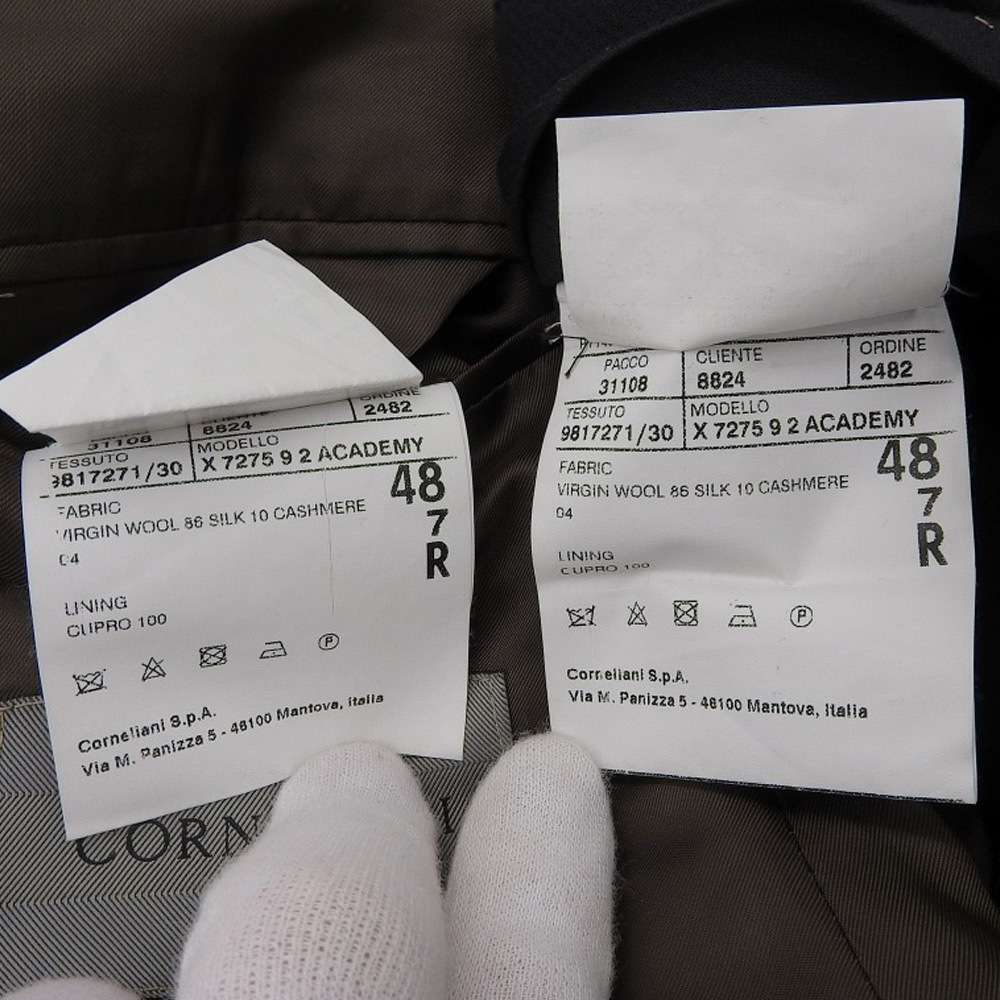 ORDINE
CLIENTE
31108 8824 2482
TESSUTO MODELLO
9817271/30 X 7275 9 2 ACADEMY
FABRIC 48
VIRGIN WOOL 86 SILK 10 CASHMERE 7
04 R
LINING
CUPRO 100
P
Corneliani S.p.A.
Via M. Panizza 5 - 46100 Mantova, Italia
CORN
PACCO CLIENTE ORDINE
31108 8824 2482
TESSUTO MODELLO
9817271/30 X 7275 9 2 ACADEMY
FABRIC 48
VIRGIN WOOL 86 SILK 10 CASHMERE 7
04 R
LINING
CUPRO 100
P
Corneliani S.p.A.
Via M. Panizza 5 - 46100 Mantova, Italia